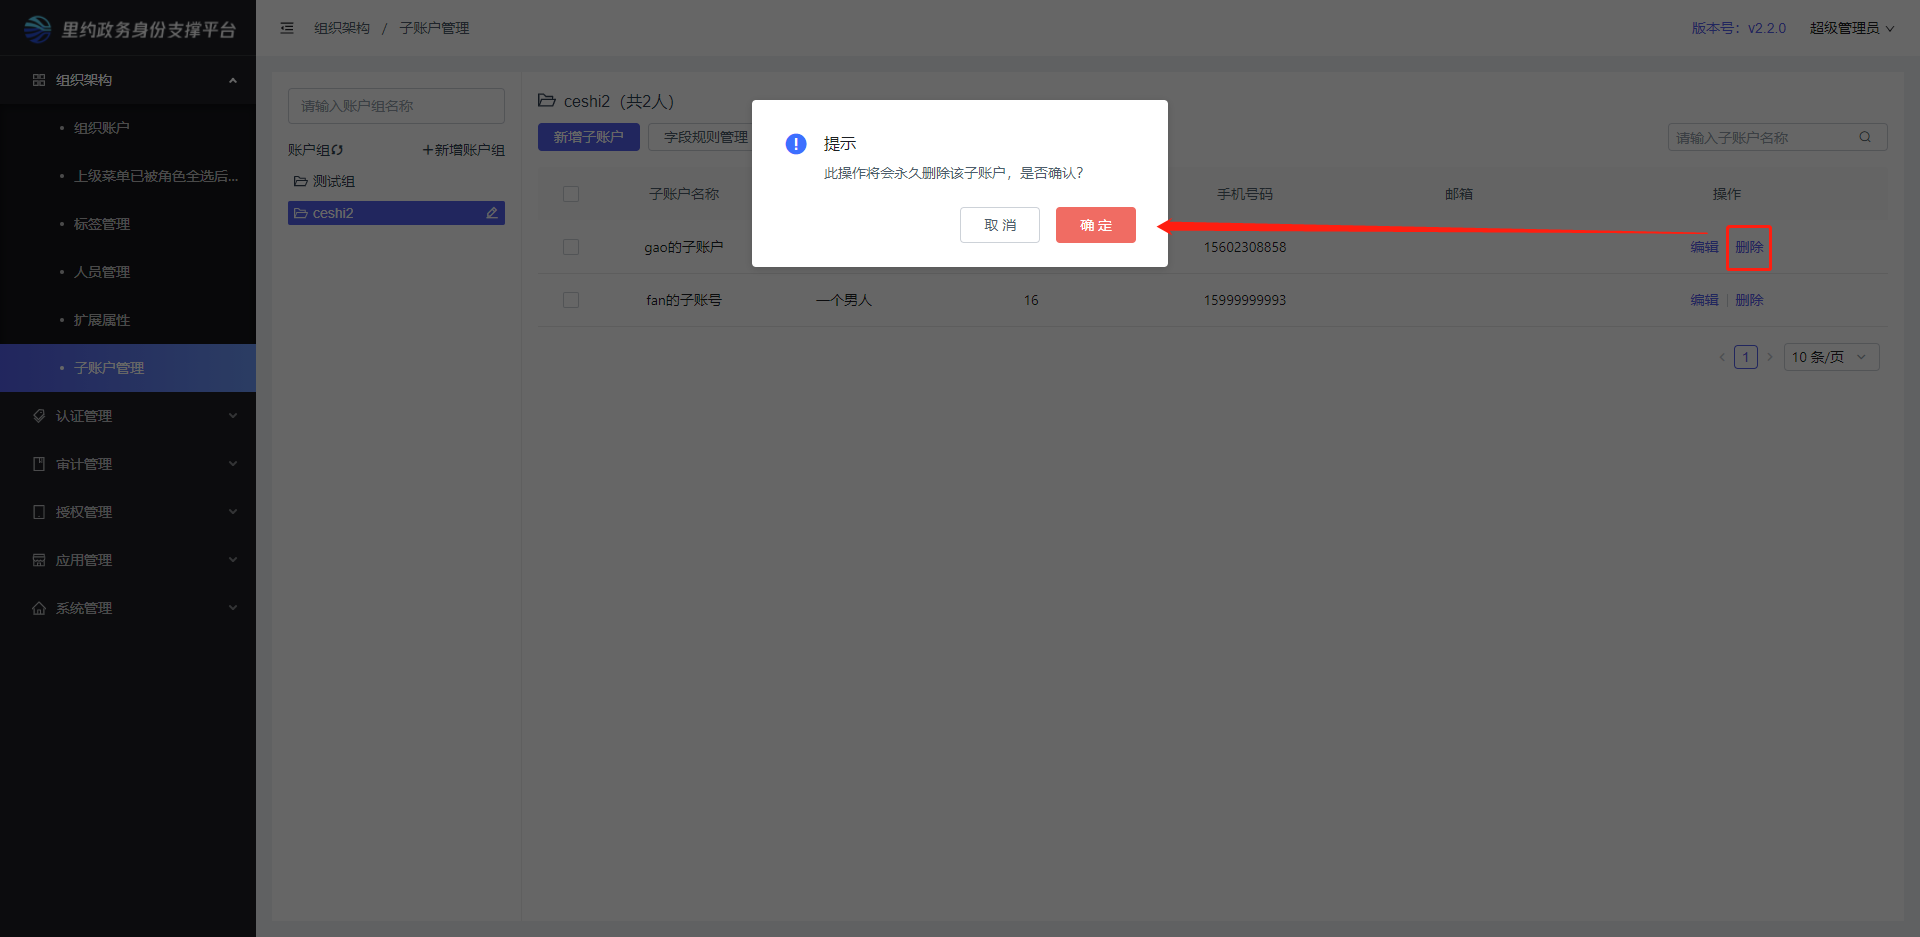 里约政务身份支撑平台
组织架构 / 子账户管理
版本号：v2.2.0
超级管理员
组织架构
组织账户
上级菜单已被角色全选后...
标签管理
人员管理
扩展属性
子账户管理
认证管理
审计管理
授权管理
应用管理
系统管理
请输入账户组名称
账户组
+新增账户组
测试组
ceshi2
ceshi2（共2人）
新增子账户
字段规则管理
请输入子账户名称
子账户名称
手机号码
邮箱
操作
gao的子账户
15602308858
编辑
删除
fan的子账号
一个男人
16
15999999993
编辑
删除
1
10 条/页
提示
此操作将会永久删除该子账户，是否确认？
取 消
确 定